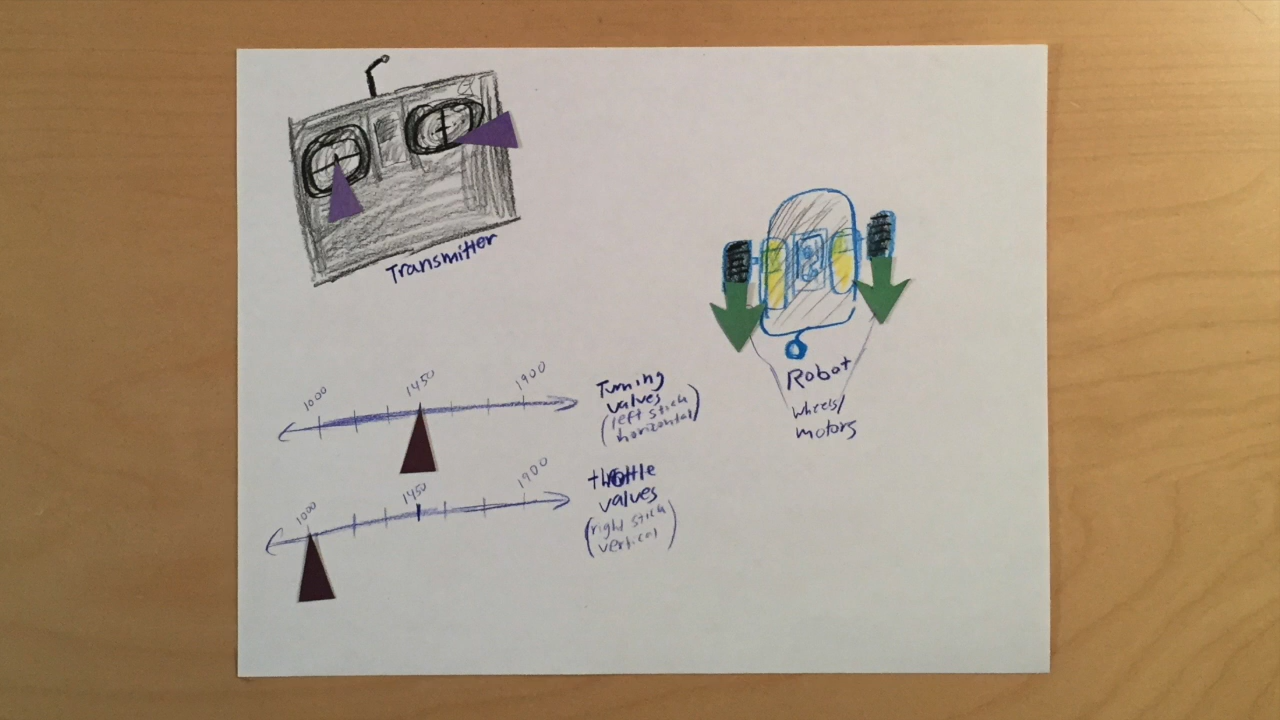 Transmitter
Robot
wheels/
motors
1000
1450
1900
Turning
values
(left stick
horizontal)
1000
1450
1900
throttle
values
(right stick
vertical)